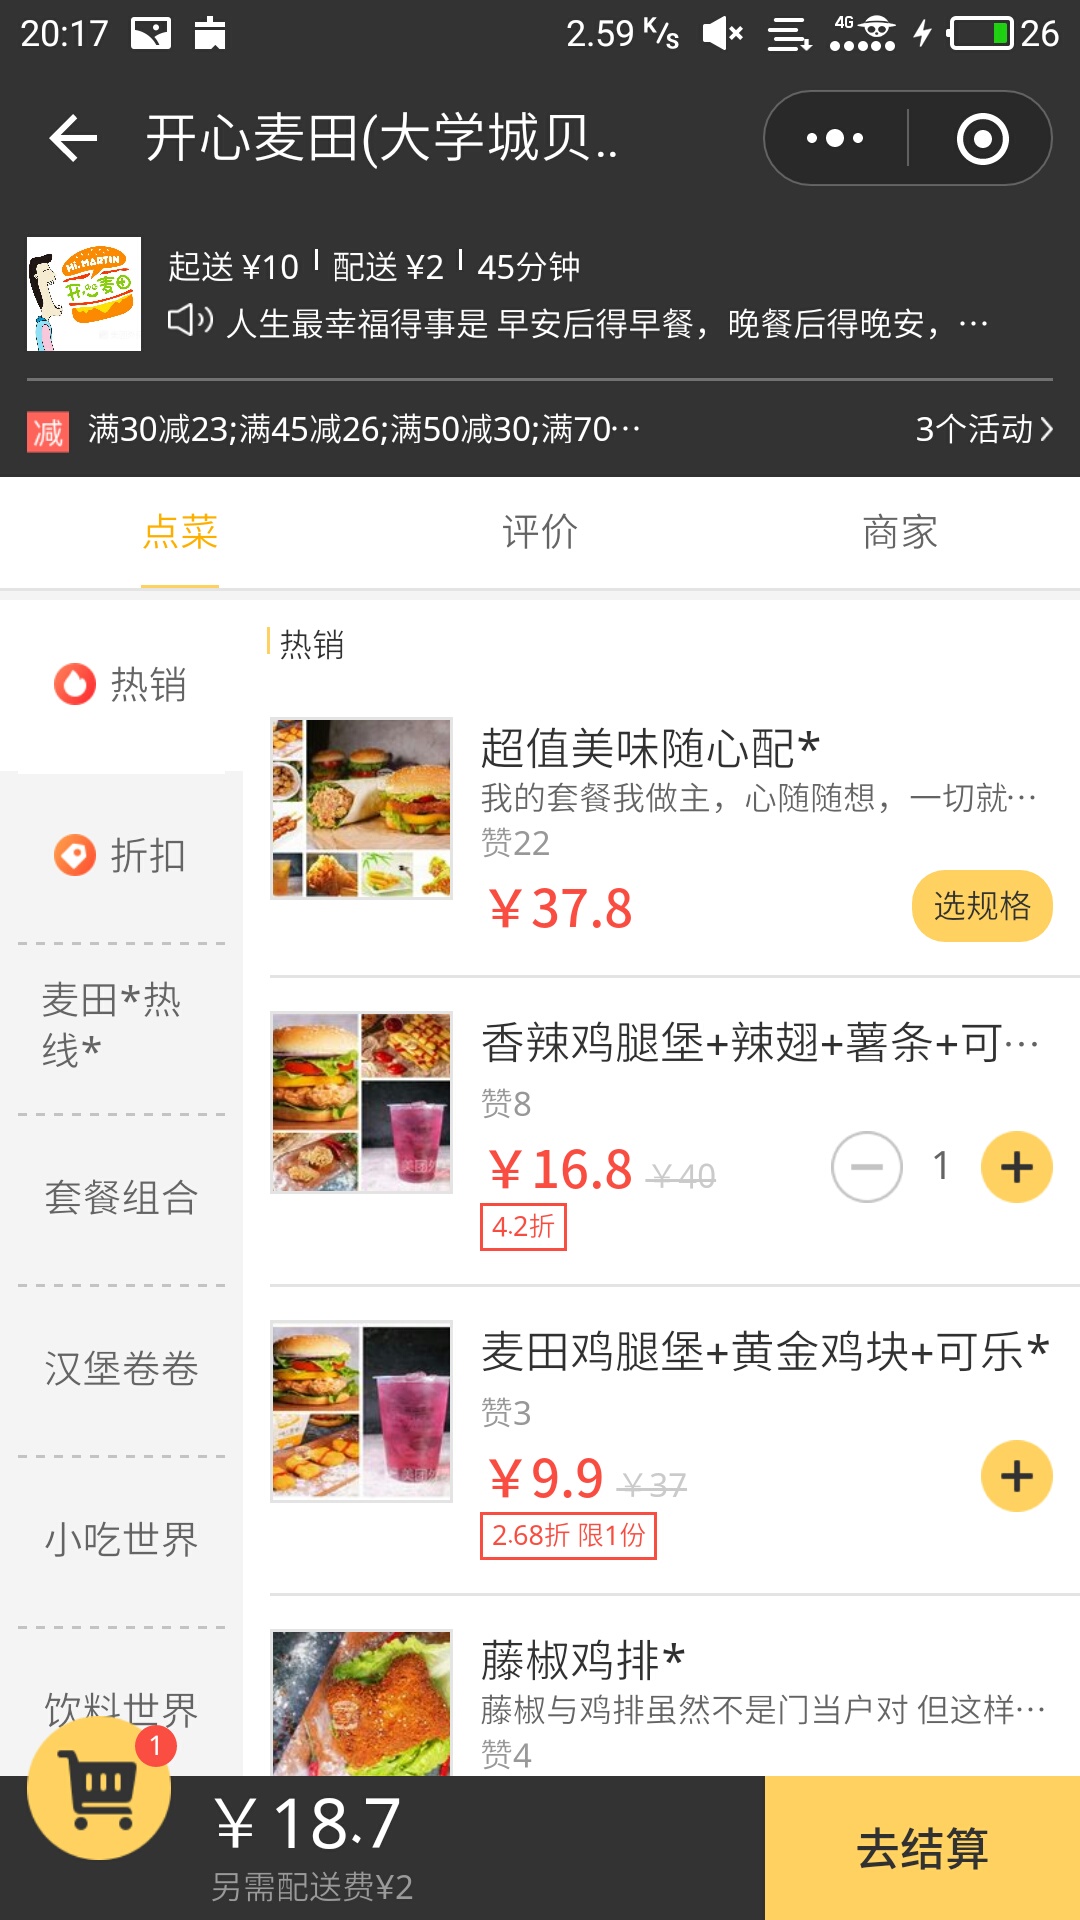 20:17
2.59 K/s
4G
26
开心麦田(大学城贝..
Hi. MARTIN
开心麦田
起送 ¥10
配送 ¥2
45分钟
人生最幸福得事是 早安后得早餐，晚餐后得晚安，…
减
满30减23;满45减26;满50减30;满70…
3个活动
点菜
评价
商家
热销
折扣
麦田*热
线*
套餐组合
汉堡卷卷
小吃世界
饮料世界
热销
超值美味随心配*
我的套餐我做主，心随随想，一切就…
赞22
￥37.8
选规格
香辣鸡腿堡+辣翅+薯条+可…
赞8
￥16.8
￥40
1
4.2折
麦田鸡腿堡+黄金鸡块+可乐*
赞3
￥9.9
￥37
2.68折 限1份
藤椒鸡排*
藤椒与鸡排虽然不是门当户对 但这样…
赞4
1
￥18.7
另需配送费¥2
去结算